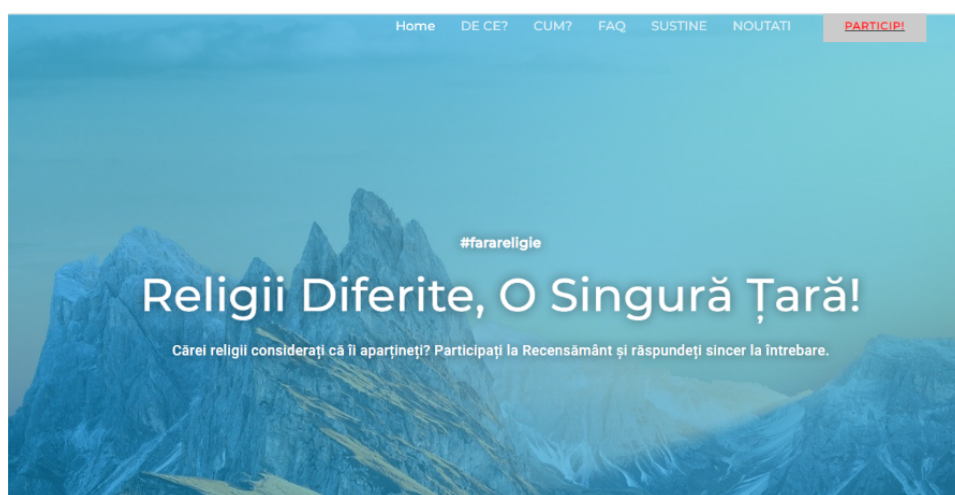 Home DE CE? CUM? FAQ SUSTINE NOUTATI PARTICIP!
#farareligie
Religii Diferite, O Singură Țară!
Cărei religii considerați că îi aparțineți? Participați la Recensământ și răspundeți sincer la întrebare.